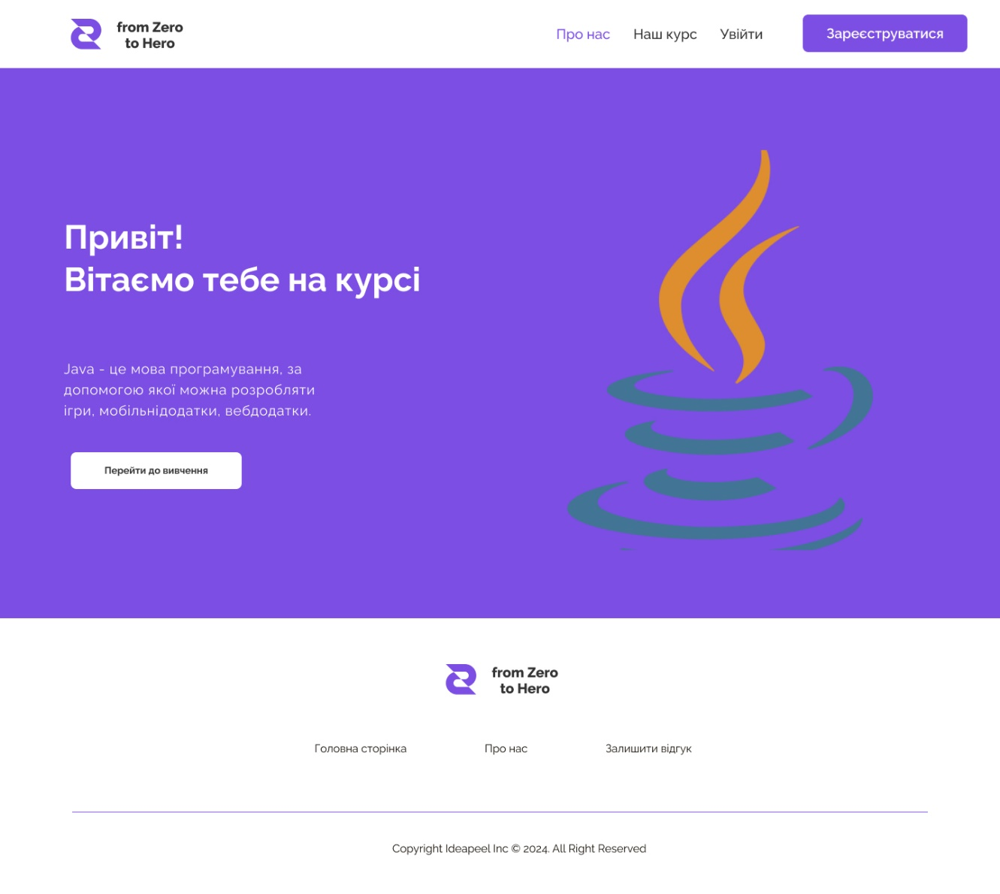 from Zero
to Hero
Про нас
Наш курс
Увійти
Зареєструватися
Привіт!
Вітаємо тебе на курсі
Java - це мова програмування, за
допомогою якої можна розробляти
ігри, мобільнідодатки, вебдодатки.
Перейти до вивчення
from Zero
to Hero
Головна сторінка
Про нас
Залишити відгук
Copyright Ideapeel Inc © 2024. All Right Reserved